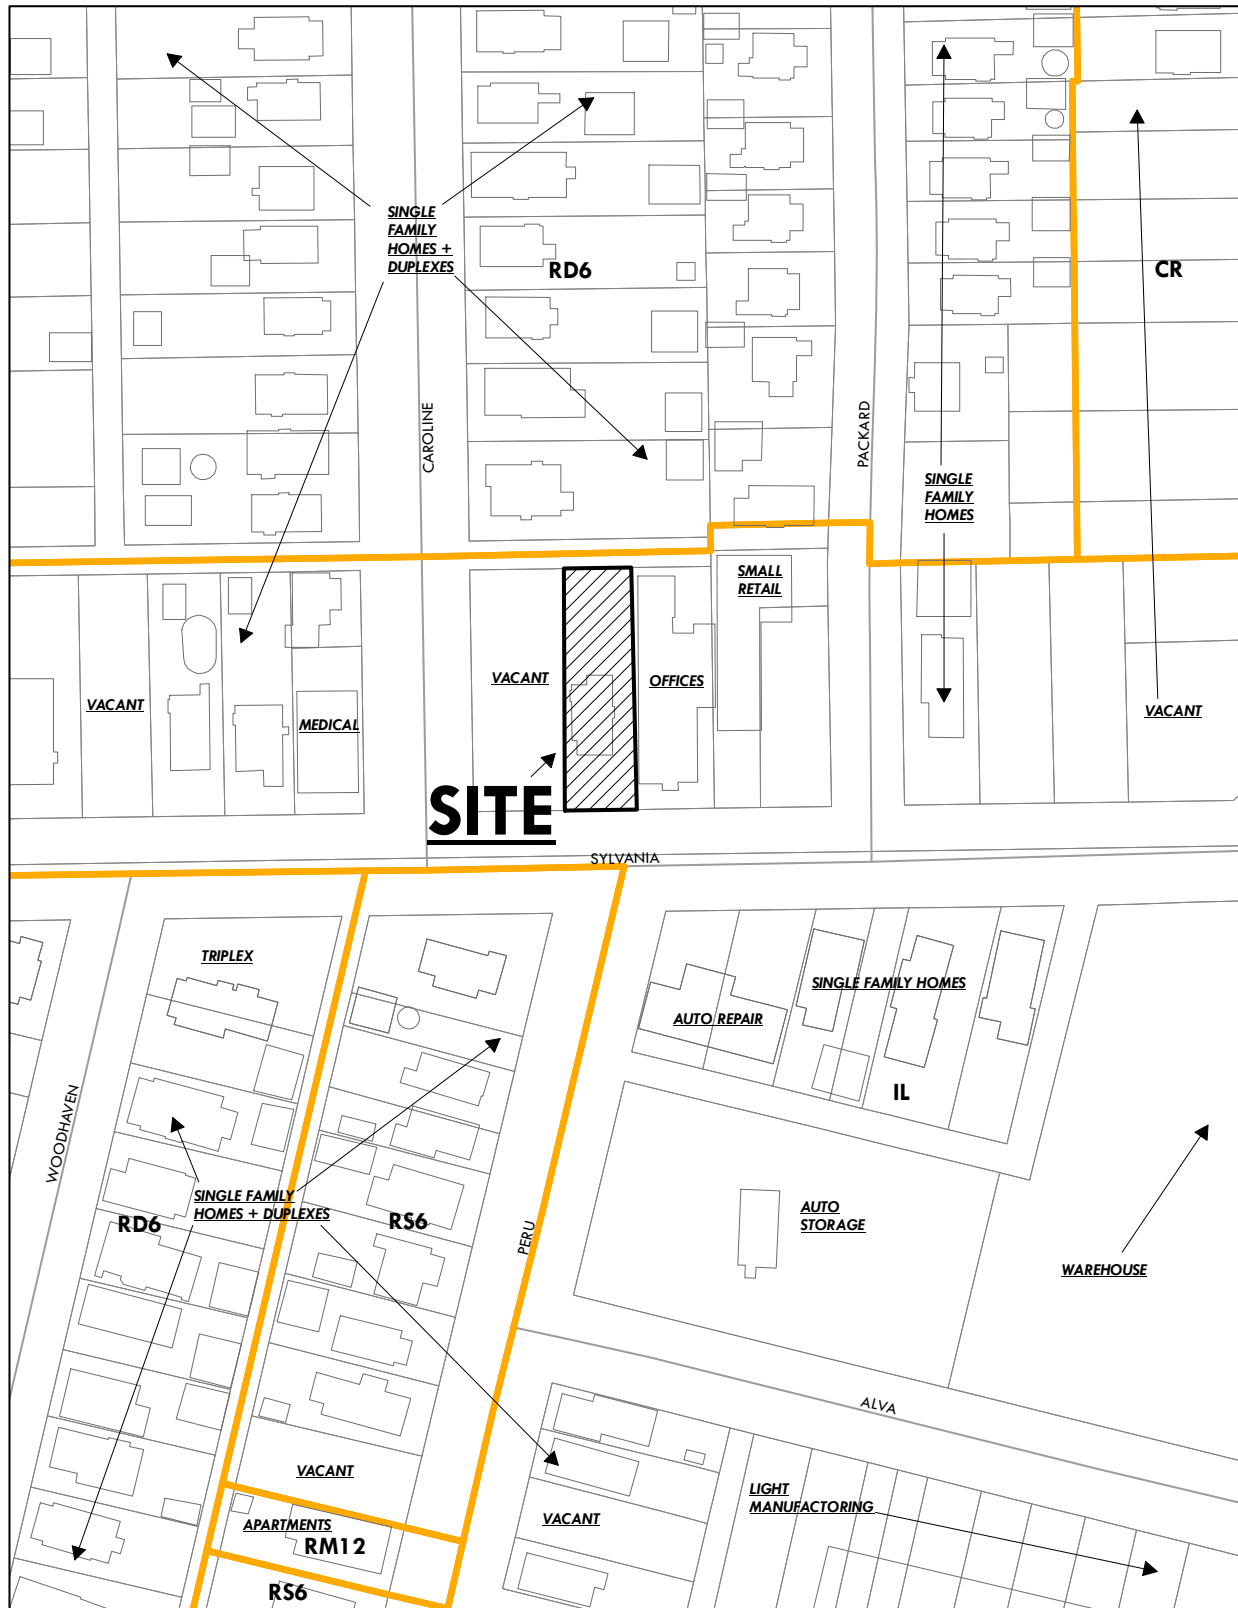 SINGLE
FAMILY
HOMES +
DUPLEXES
RD6
CR
CAROLINE
PACKARD
SINGLE
FAMILY
HOMES
SMALL
RETAIL
VACANT
MEDICAL
VACANT
OFFICES
VACANT
SITE
SYLVANIA
TRIPLEX
SINGLE FAMILY HOMES
AUTO REPAIR
IL
WOODHAVEN
SINGLE FAMILY
HOMES + DUPLEXES
RD6
RS6
PERU
AUTO
STORAGE
WAREHOUSE
ALVA
VACANT
LIGHT
MANUFACTORING
APARTMENTS
VACANT
RM12
RS6